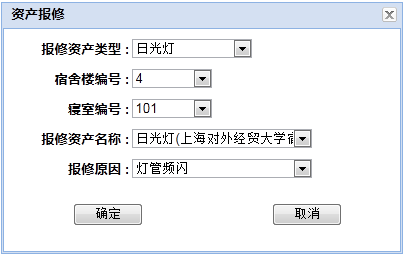 资产报修
报修资产类型：日光灯
宿舍楼编号：4
寝室编号：101
报修资产名称：日光灯(上海对外经贸大学宿
报修原因：灯管频闪
确定 取消